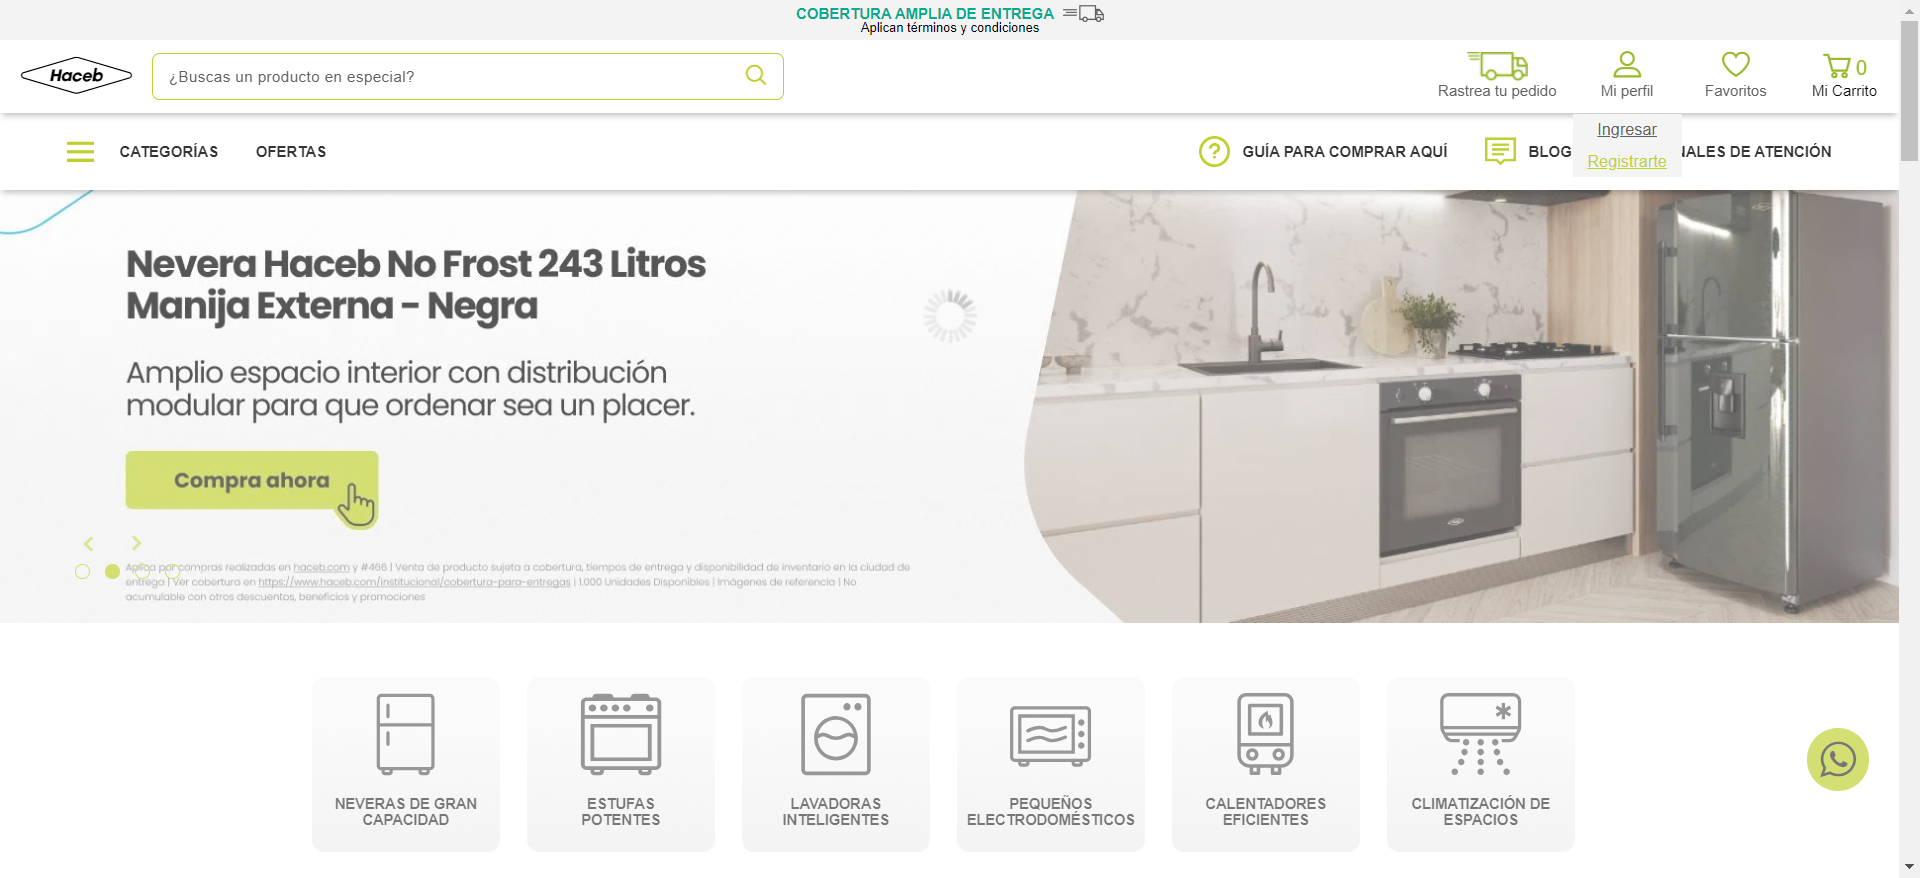 COBERTURA AMPLIA DE ENTREGA
Aplican términos y condiciones
Haceb
¿Buscas un producto en especial?
Rastrea tu pedido
Mi perfil
Favoritos
0
Mi Carrito
Ingresar
Registrarte
CATEGORÍAS
OFERTAS
GUÍA PARA COMPRAR AQUÍ
BLOG
NALES DE ATENCIÓN
Nevera Haceb No Frost 243 Litros
Manija Externa - Negra
Amplio espacio interior con distribución
modular para que ordenar sea un placer.
Compra ahora
Aplica por compras realizadas en haceb.com y #466 | Venta de producto sujeta a cobertura, tiempos de entrega y disponibilidad de inventario en la ciudad de
entrega | Ver cobertura en https://www.haceb.com/institucional/cobertura-para-entregas | 1.000 Unidades Disponibles | Imágenes de referencia | No
acumulable con otros descuentos, beneficios y promociones
NEVERAS DE GRAN
CAPACIDAD
ESTUFAS
POTENTES
LAVADORAS
INTELIGENTES
PEQUEÑOS
ELECTRODOMÉSTICOS
CALENTADORES
EFICIENTES
CLIMATIZACIÓN DE
ESPACIOS